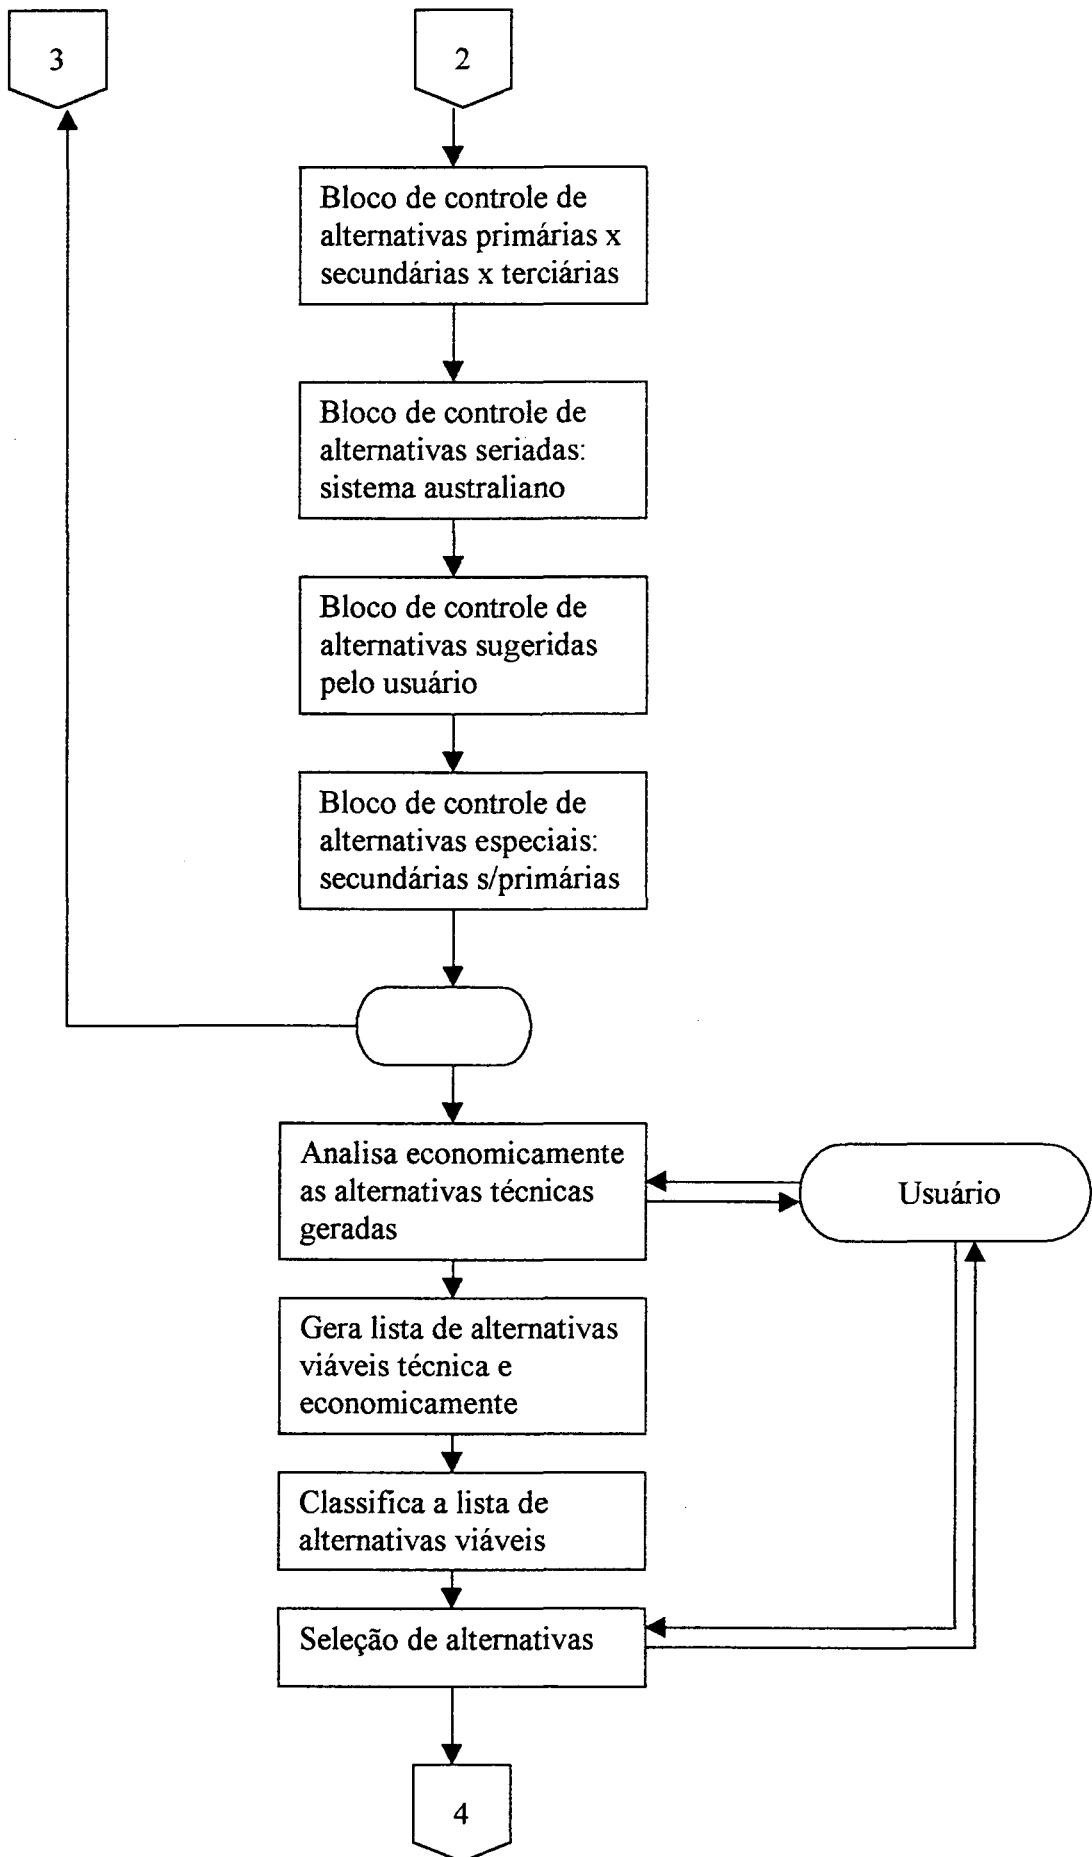 3
2
Bloco de controle de
alternativas primárias x
secundárias x terciárias
Bloco de controle de
alternativas seriadas:
sistema australiano
Bloco de controle de
alternativas sugeridas
pelo usuário
Bloco de controle de
alternativas especiais:
secundárias s/primárias
Analisa economicamente
as alternativas técnicas
geradas
Usuário
Gera lista de alternativas
viáveis técnica e
economicamente
Classifica a lista de
alternativas viáveis
Seleção de alternativas
4